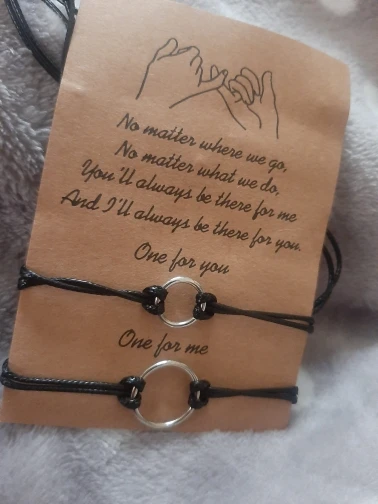 No matter where we go,
No matter what we do,
You'll always be there for me
And I'll always be there for you.
One for you
One for me